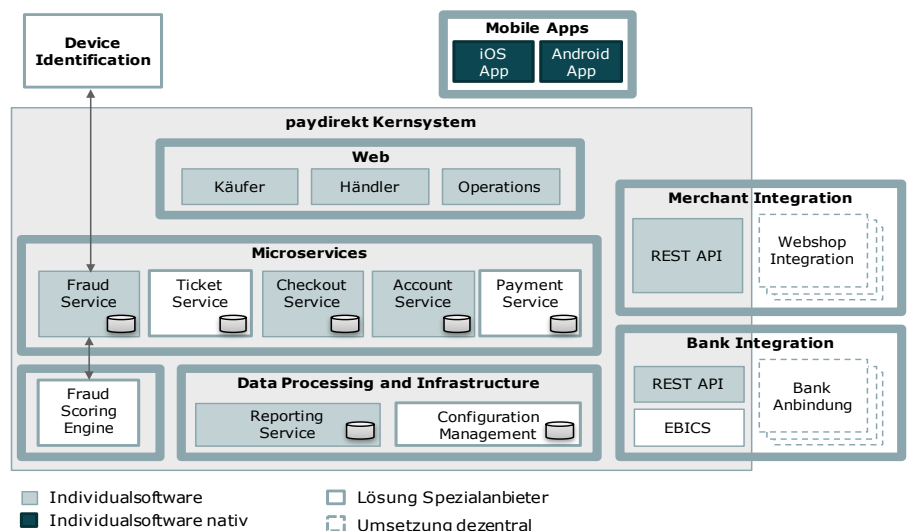 Device
Identification
Mobile Apps
iOS
App
Android
App
paydirekt Kernsystem
Web
Käufer
Händler
Operations
Merchant Integration
REST API
Webshop
Integration
Microservices
Fraud
Service
Ticket
Service
Checkout
Service
Account
Service
Payment
Service
Bank Integration
REST API
EBICS
Bank
Anbindung
Fraud
Scoring
Engine
Data Processing and Infrastructure
Reporting
Service
Configuration
Management
Individualsoftware
Lösung Spezialanbieter
Individualsoftware nativ
Umsetzung dezentral